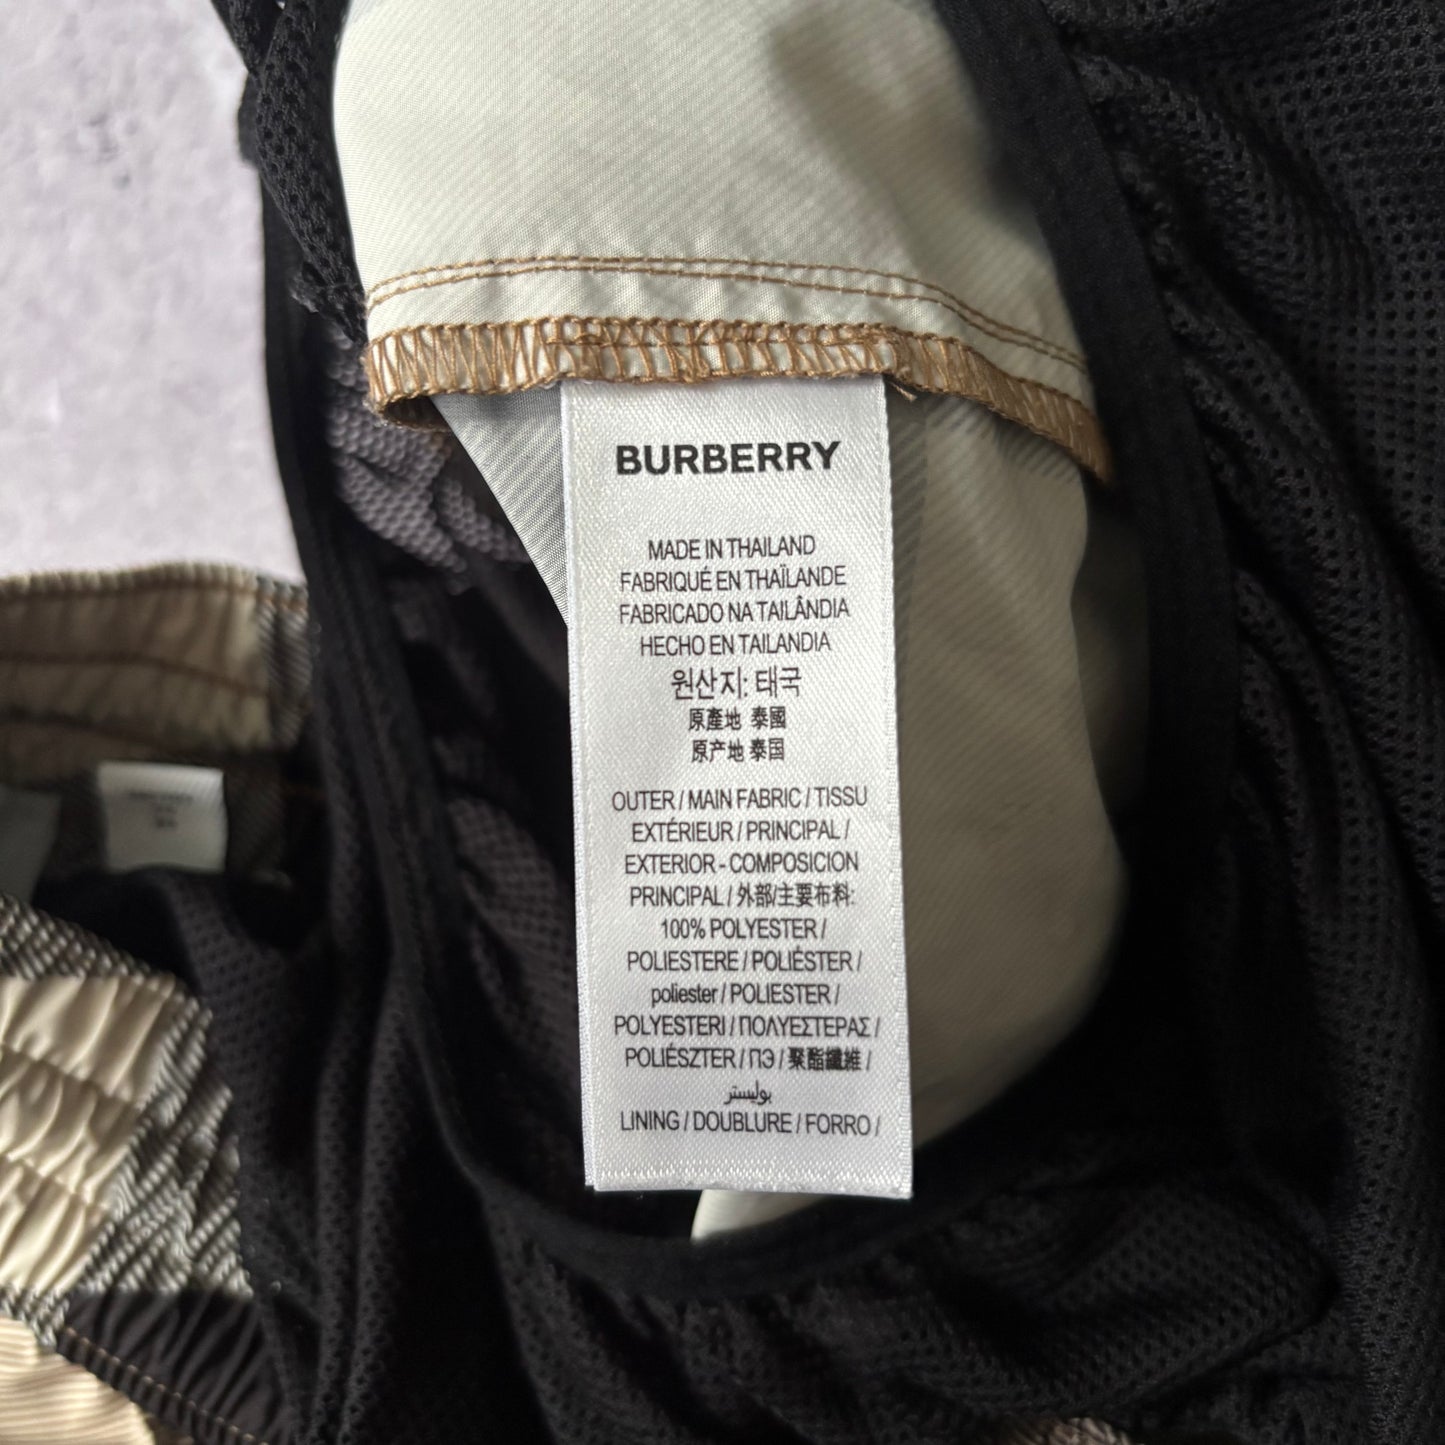 BURBERRY
MADE IN THAILAND
FABRIQUÉ EN THAÏLANDE
FABRICADO NA TAILÂNDIA
HECHO EN TAILANDIA
원산지: 태국
原產地 泰國
原产地 泰国
OUTER / MAIN FABRIC / TISSU
EXTÉRIEUR / PRINCIPAL /
EXTERIOR - COMPOSICION
PRINCIPAL / 外部/主要布料:
100% POLYESTER /
POLIESTERE / POLIÉSTER /
poliester / POLIESTER /
POLYESTERI / ΠΟΛΥΕΣΤΕΡΑΣ /
POLIÉSZTER / ПЭ / 聚酯纖維 /
بوليستر
LINING / DOUBLURE / FORRO /